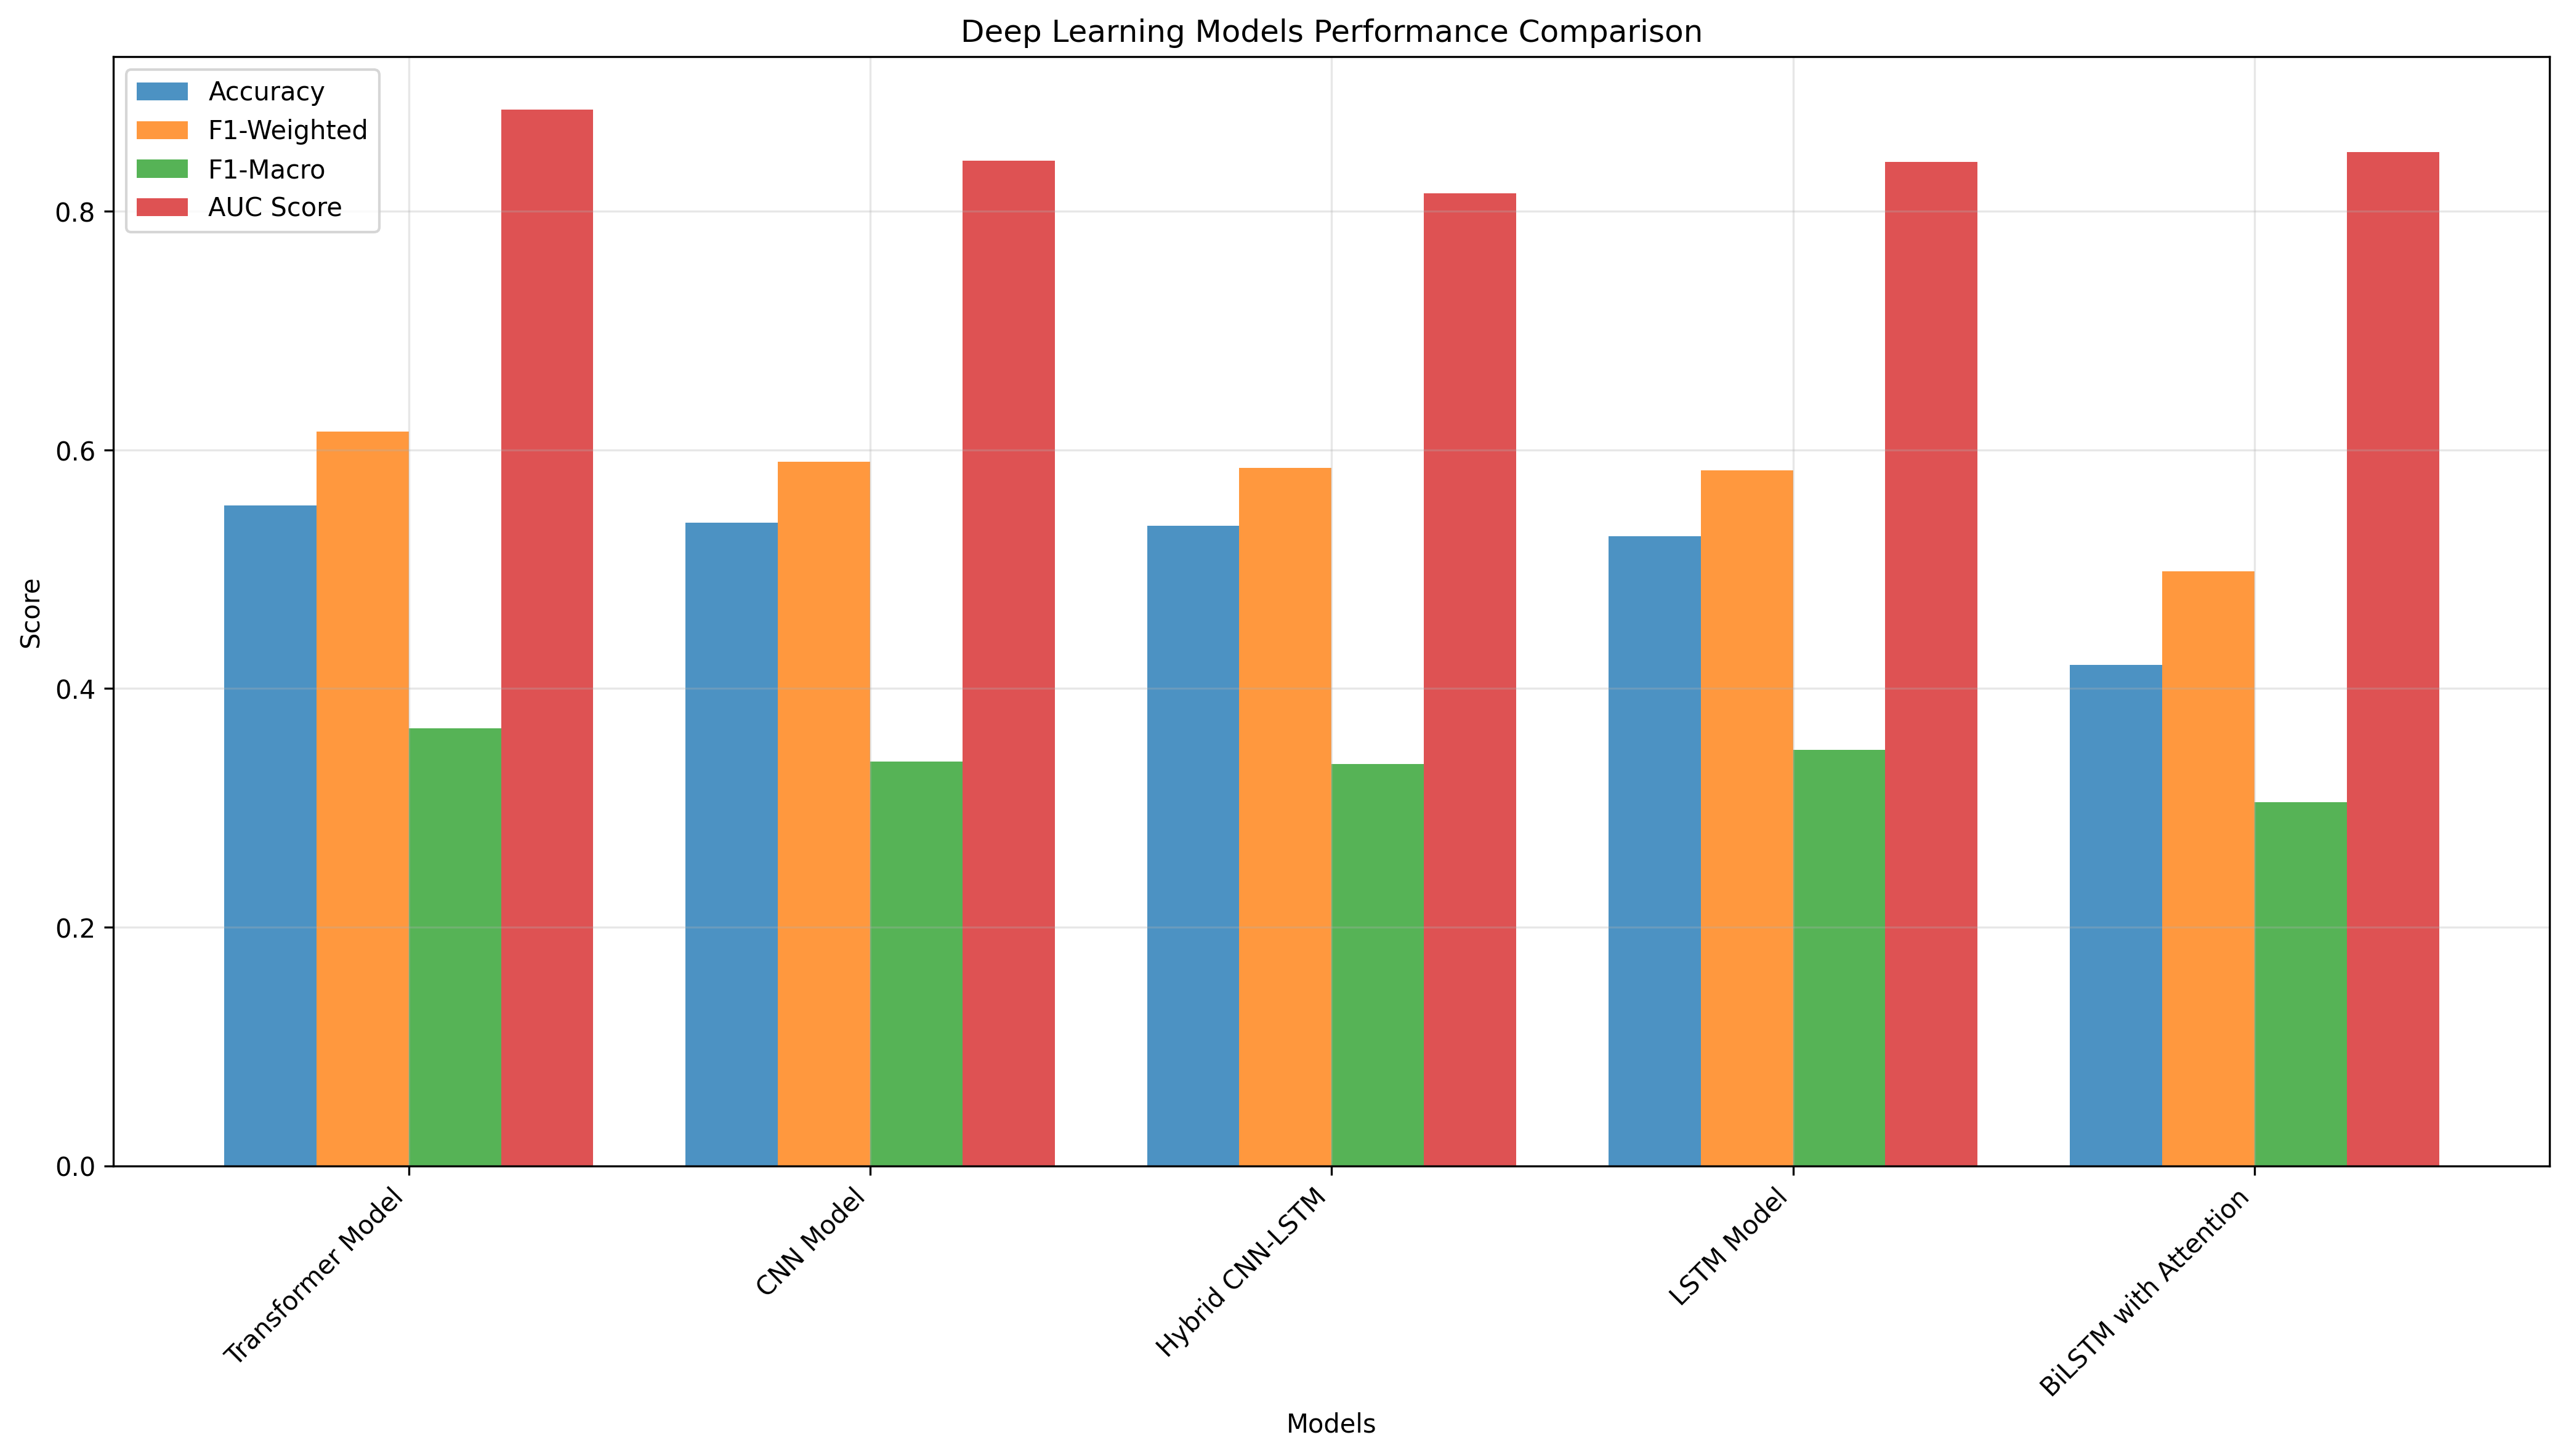 Deep Learning Models Performance Comparison
Accuracy
F1-Weighted
F1-Macro
AUC Score
Score
0.8
0.6
0.4
0.2
0.0
Transformer Model
CNN Model
Hybrid CNN-LSTM
LSTM Model
BiLSTM with Attention
Models